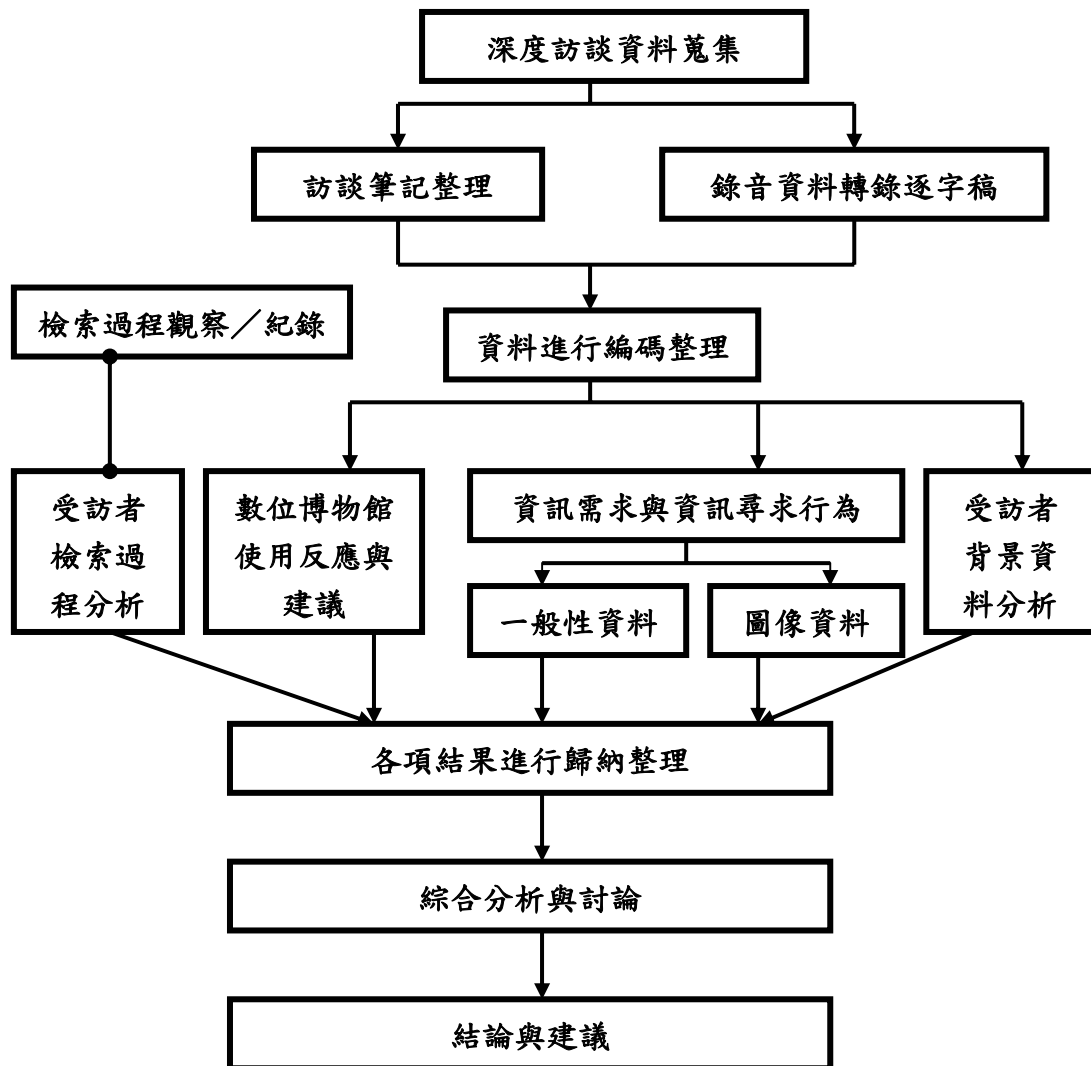 深度訪談資料蒐集
訪談筆記整理
錄音資料轉錄逐字稿
檢索過程觀察／紀錄
資料進行編碼整理
受訪者
檢索過
程分析
數位博物館
使用反應與
建議
資訊需求與資訊尋求行為
一般性資料
圖像資料
受訪者
背景資
料分析
各項結果進行歸納整理
綜合分析與討論
結論與建議